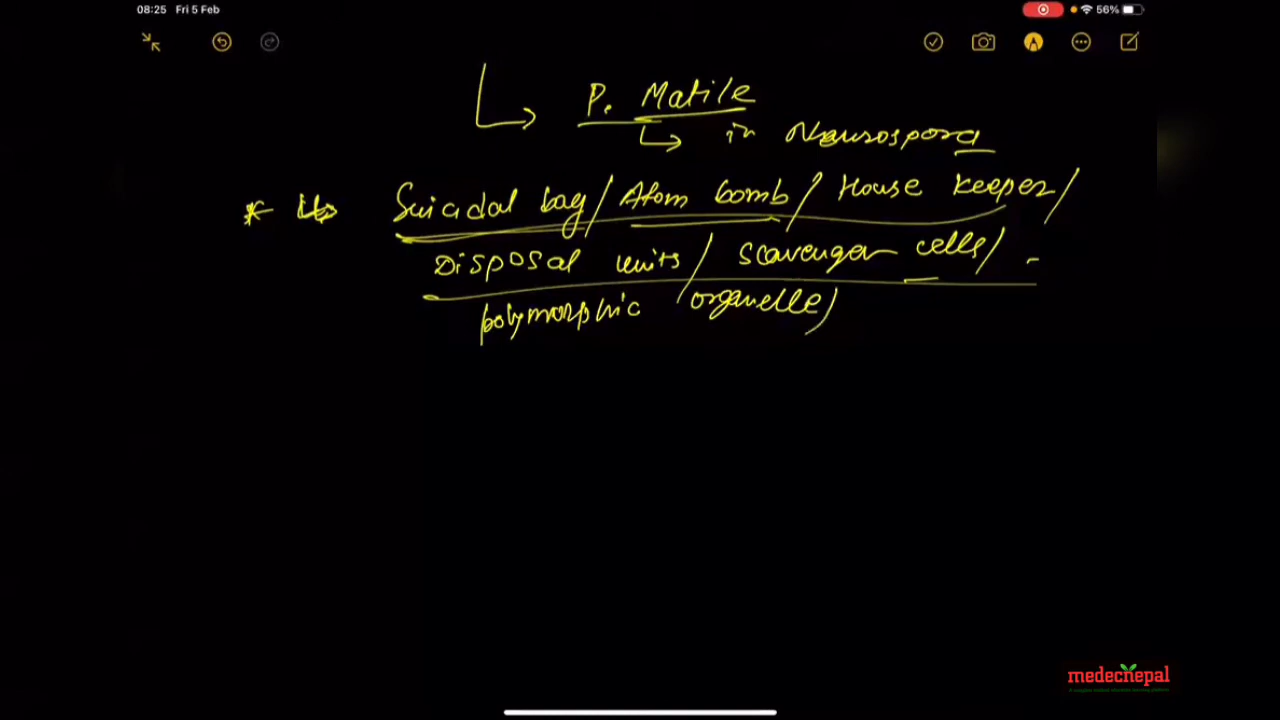 08:25 Fri 5 Feb 56%
P. Matile
in Neurospora
Suicidal bag/ Atom bomb/ House keeper/
Disposal units/ scavenger cells/
polymorphic organelle/
medecnepal